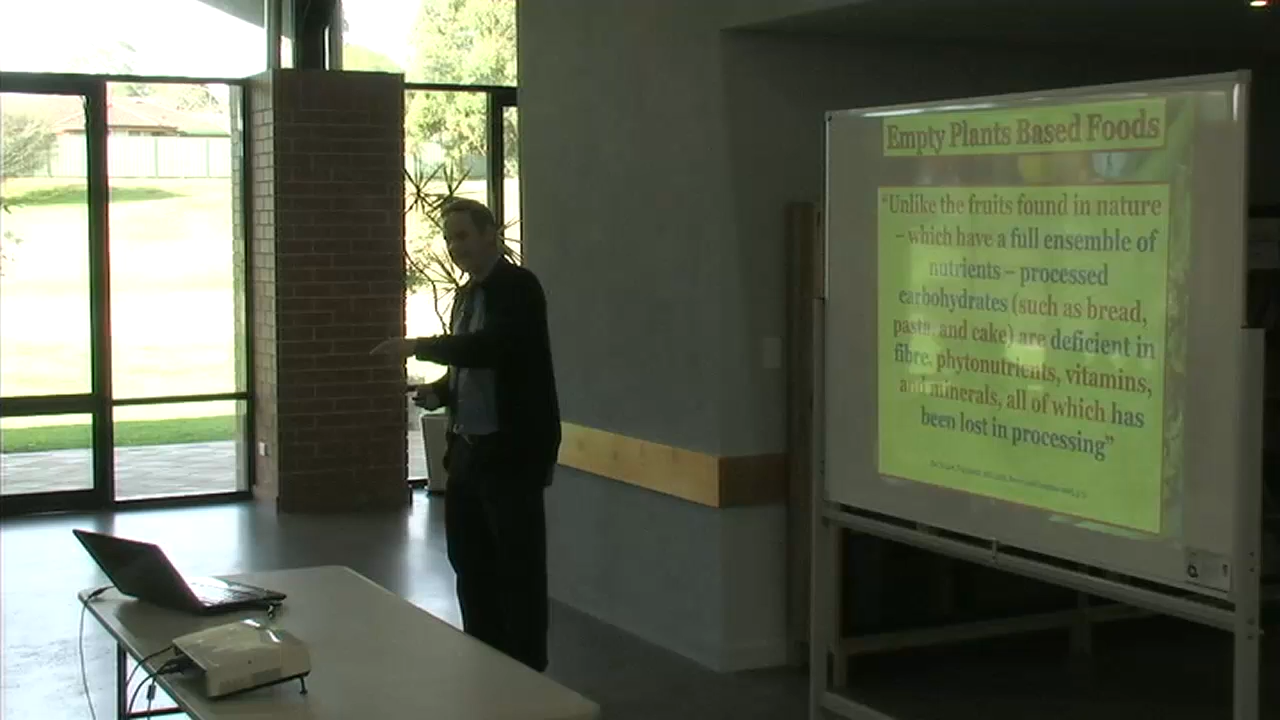 Empty Plants Based Foods
“Unlike the fruits found in nature
– which have a full ensemble of
nutrients – processed
carbohydrates (such as bread,
pasta, and cake) are deficient in
fibre, phytonutrients, vitamins,
and minerals, all of which has
been lost in processing”